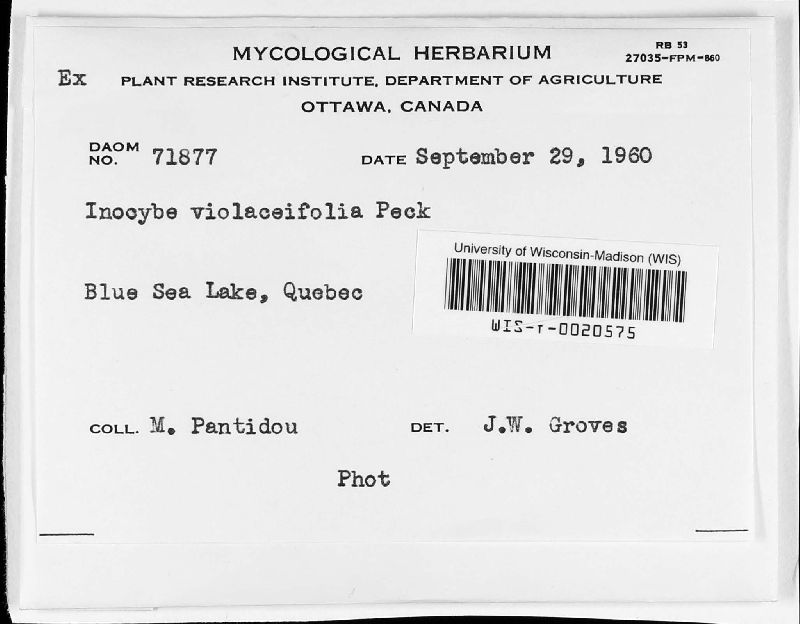 MYCOLOGICAL HERBARIUM
RB 53
27035-FPM-860
Ex PLANT RESEARCH INSTITUTE, DEPARTMENT OF AGRICULTURE
OTTAWA, CANADA
DAOM NO. 71877 DATE September 29, 1960
Inocybe violaceifolia Peck
University of Wisconsin-Madison (WIS)
Blue Sea Lake, Quebec
WIS-f-0020575
COLL. M. Pantidou DET. J.W. Groves
Phot